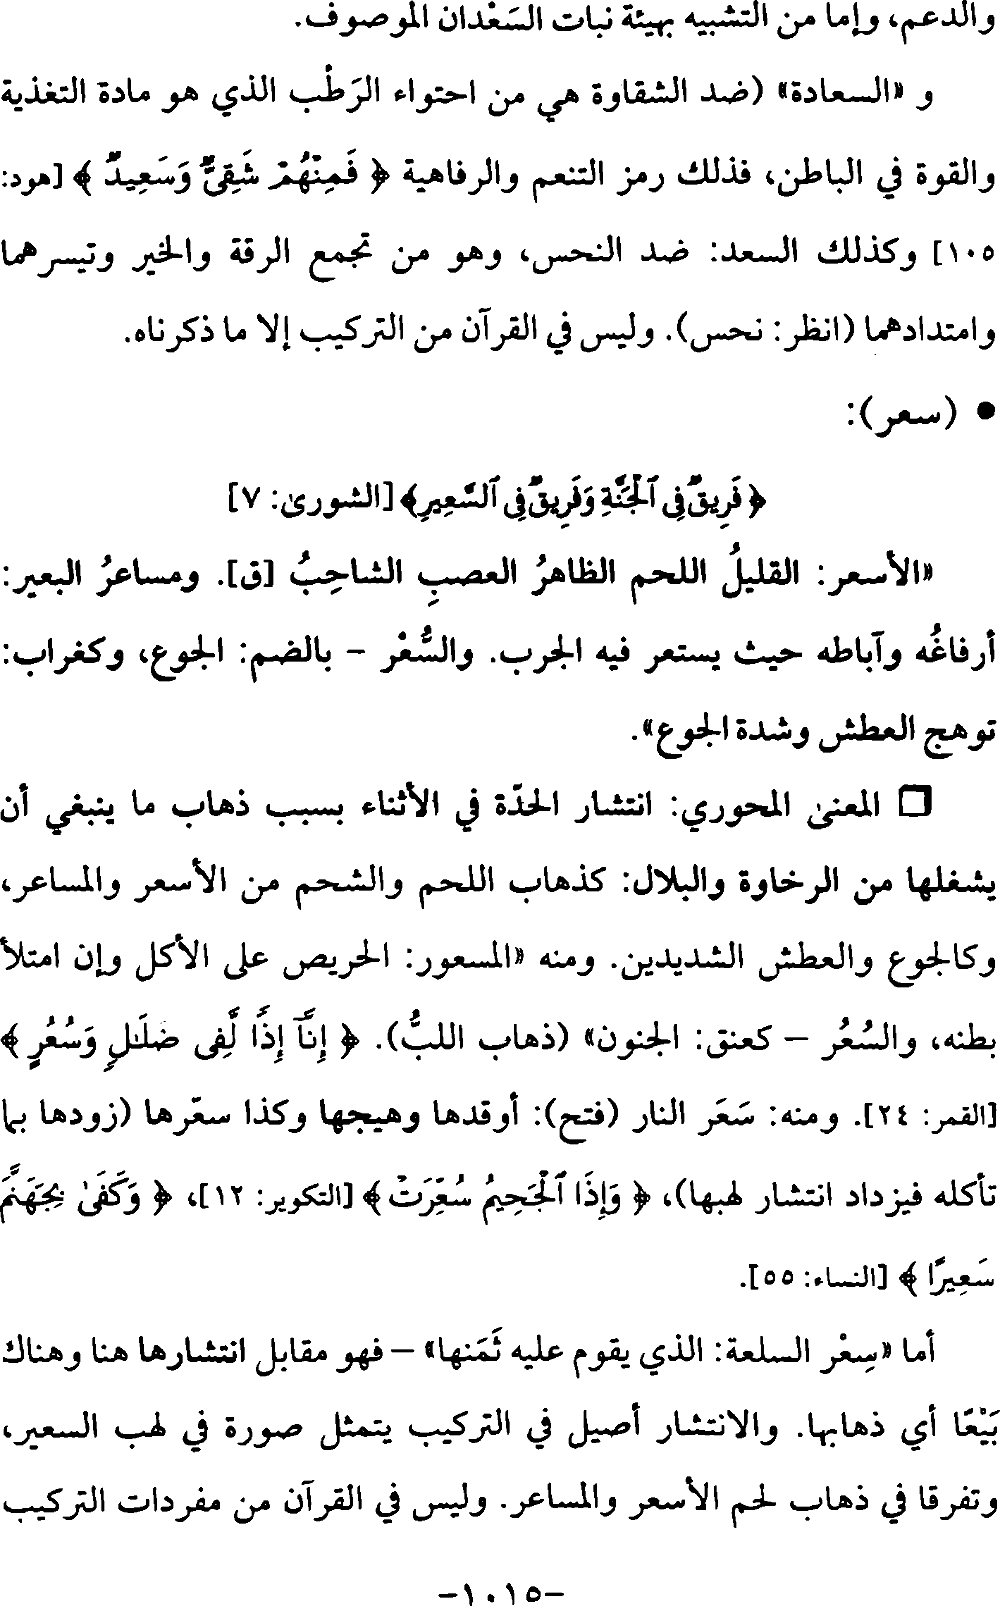 والدعم، وإما من التشبيه بهيئة نبات السَعْدان الموصوف.
و «السعادة» (ضد الشقاوة هي من احتواء الرَطْب الذي هو مادة التغذية
والقوة في الباطن، فذلك رمز التنعم والرفاهية ﴿ فَمِنْهُمْ شَقِىٌّ وَسَعِيدٌ ﴾ [هود:
١٠٥] وكذلك السعد: ضد النحس، وهو من تجمع الرقة والخير وتيسرهما
وامتدادهما (انظر: نحس). وليس في القرآن من التركيب إلا ما ذكرناه.
• (سعر):
﴿ فَرِيقٌ فِى ٱلْجَنَّةِ وَفَرِيقٌ فِى ٱلسَّعِيرِ﴾ [الشورىٰ: ٧]
«الأسعر: القليلُ اللحم الظاهرُ العصبِ الشاحِبُ [ق]. ومساعرُ البعير:
أرفاغُه وآباطه حيث يستعر فيه الجرب. والسُّعْر – بالضم: الجوع، وكغراب:
توهج العطش وشدة الجوع».
❒ المعنىٰ المحوري: انتشار الحدّة في الأثناء بسبب ذهاب ما ينبغي أن
يشغلها من الرخاوة والبلال: كذهاب اللحم والشحم من الأسعر والمساعر،
وكالجوع والعطش الشديدين. ومنه «المسعور: الحريص على الأكل وإن امتلأ
بطنه، والسُعُر – كعنق: الجنون» (ذهاب اللبُّ). ﴿ إِنَّآ إِذًا لَّفِى ضَلَـٰلٍ وَسُعُرٍ ﴾
[القمر: ٢٤]. ومنه: سَعَر النار (فتح): أوقدها وهيجها وكذا سعّرها (زودها بما
تأكله فيزداد انتشار لهبها)، ﴿ وَإِذَا ٱلْجَحِيمُ سُعِّرَتْ ﴾ [التكوير: ١٢]، ﴿ وَكَفَىٰ بِجَهَنَّمَ
سَعِيرًا ﴾ [النساء: ٥٥].
أما «سِعْر السلعة: الذي يقوم عليه ثَمَنها» – فهو مقابل انتشارها هنا وهناك
بَيْعًا أي ذهابها. والانتشار أصيل في التركيب يتمثل صورة في لهب السعير،
وتفرقا في ذهاب لحم الأسعر والمساعر. وليس في القرآن من مفردات التركيب
–١٠١٥–